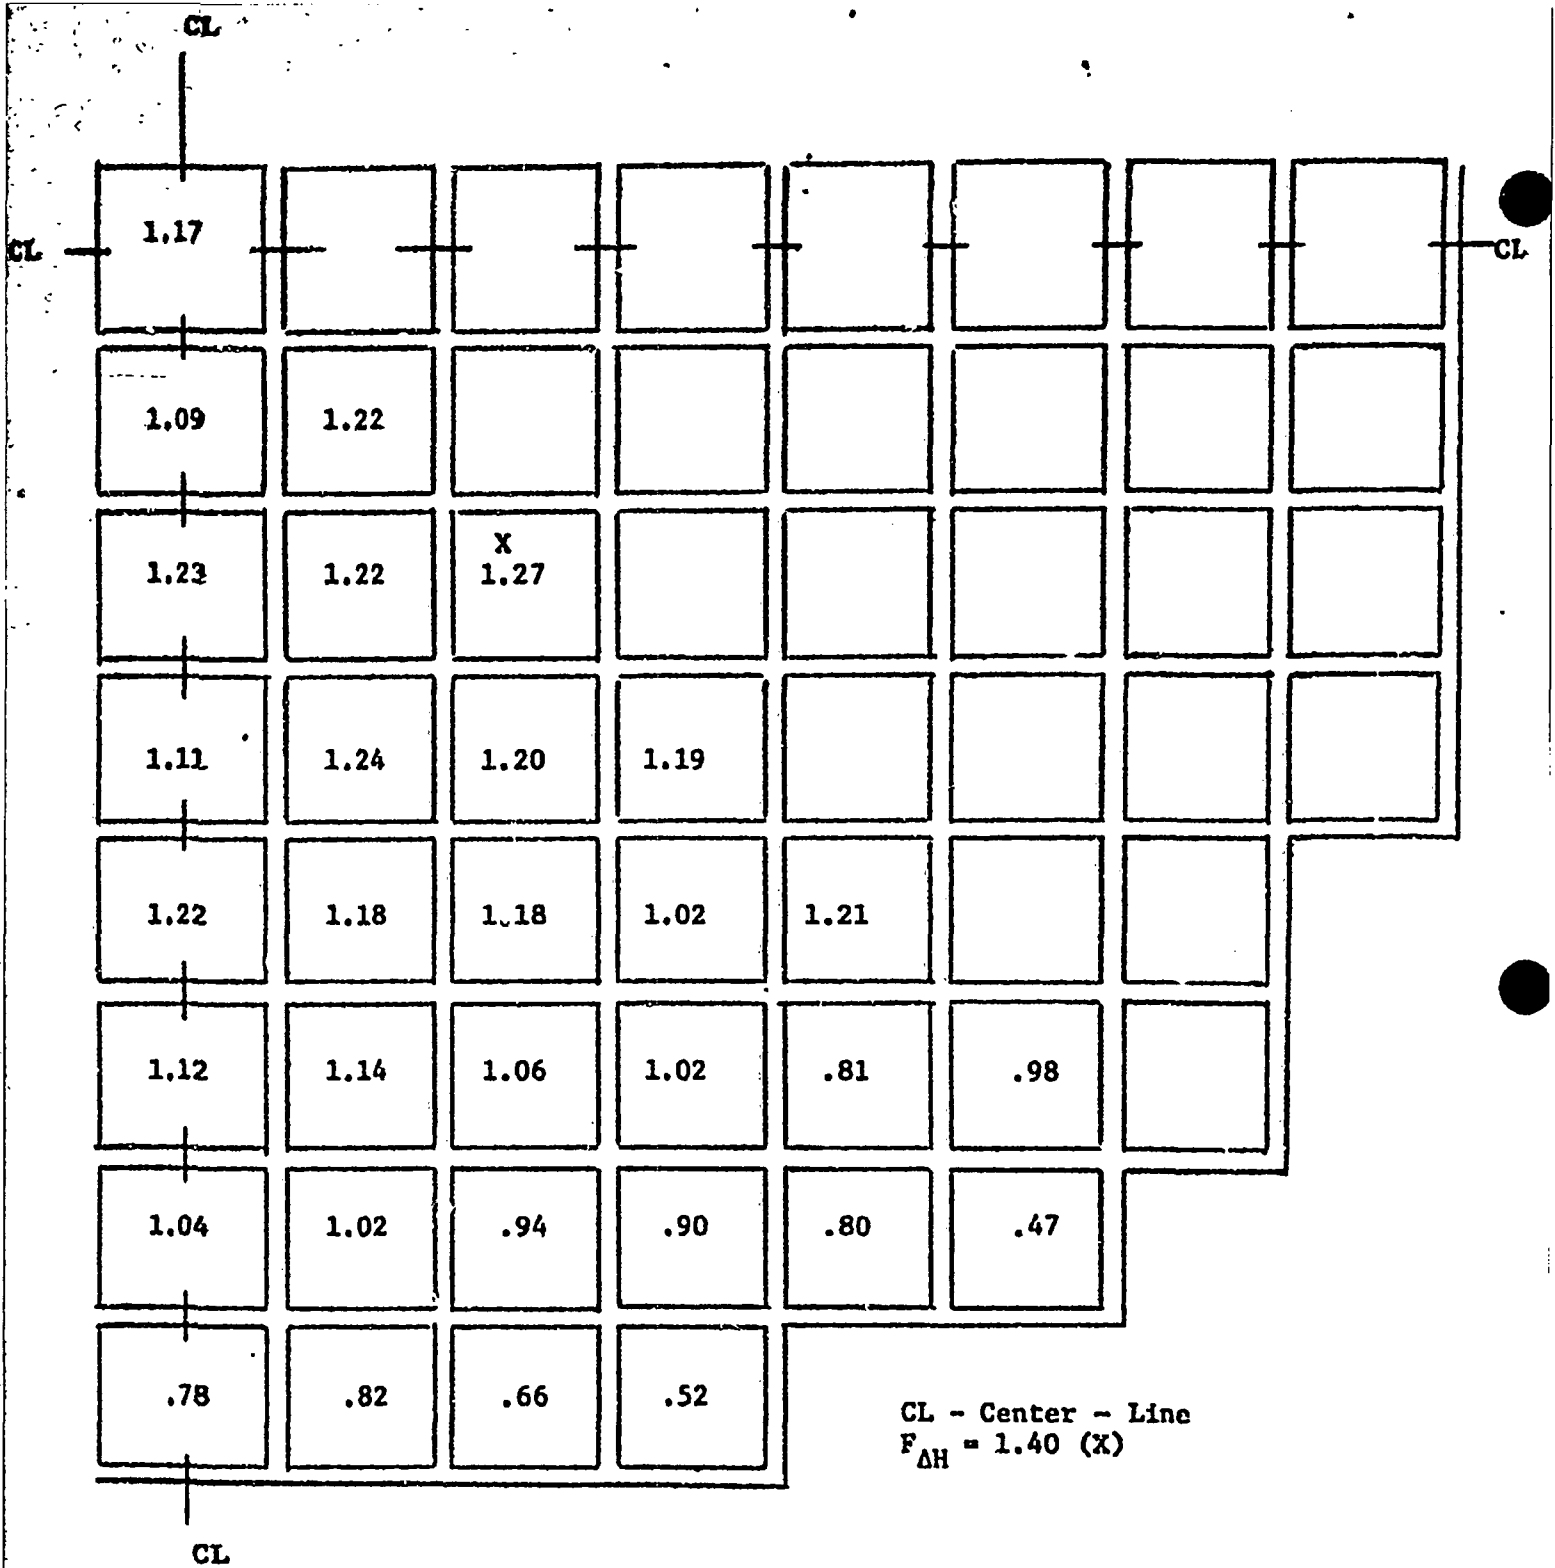 CL
1.17
CL CL
1.09 1.22
X
1.23 1.22 1.27
1.11 1.24 1.20 1.19
1.22 1.18 1.18 1.02 1.21
1.12 1.14 1.06 1.02 .81 .98
1.04 1.02 .94 .90 .80 .47
.78 .82 .66 .52
CL - Center - Line
FΔH = 1.40 (X)
CL